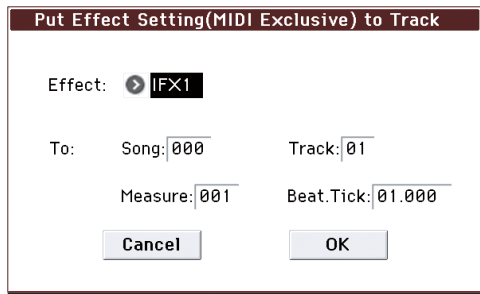 Put Effect Setting(MIDI Exclusive) to Track
Effect: IFX1
To: Song: 000 Track: 01
Measure: 001 Beat.Tick: 01.000
Cancel OK